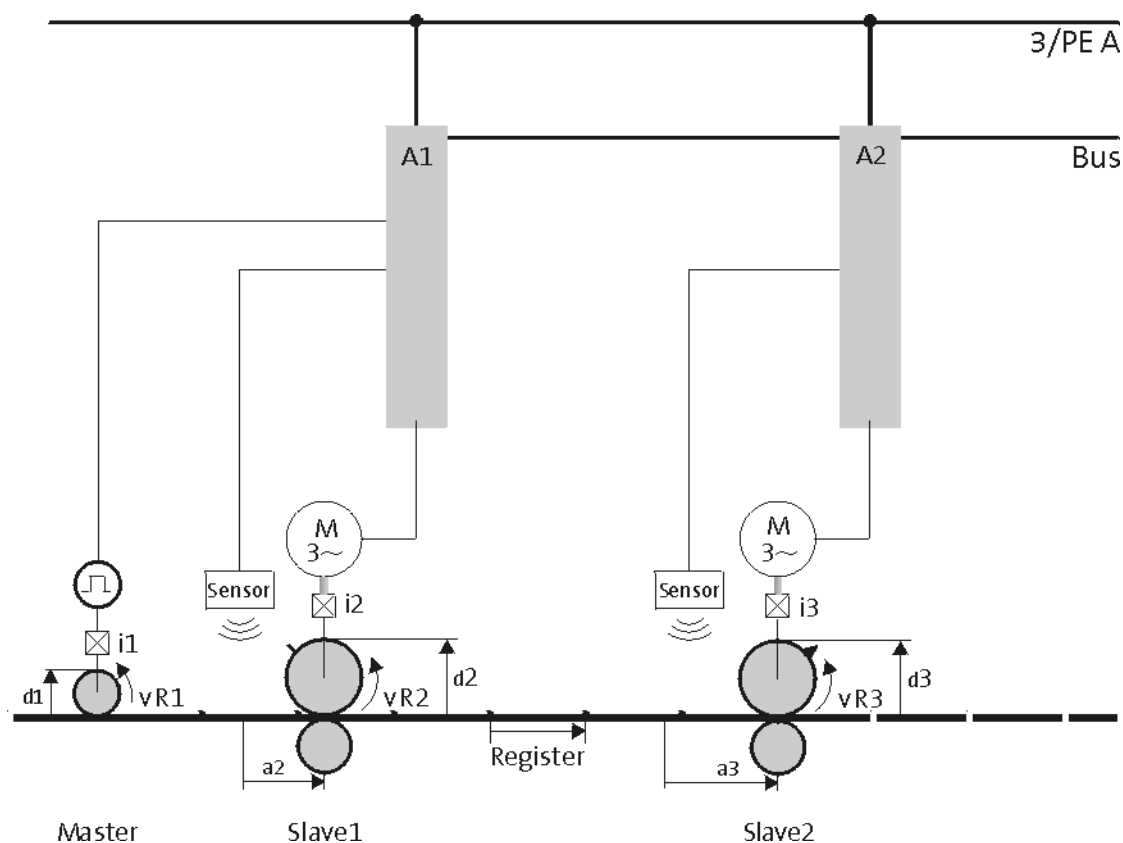 3/PE A
Bus
A1
A2
M
3~
M
3~
Sensor
Sensor
i1
i2
i3
d1
vR1
vR2
d2
vR3
d3
a2
Register
a3
Master
Slave1
Slave2